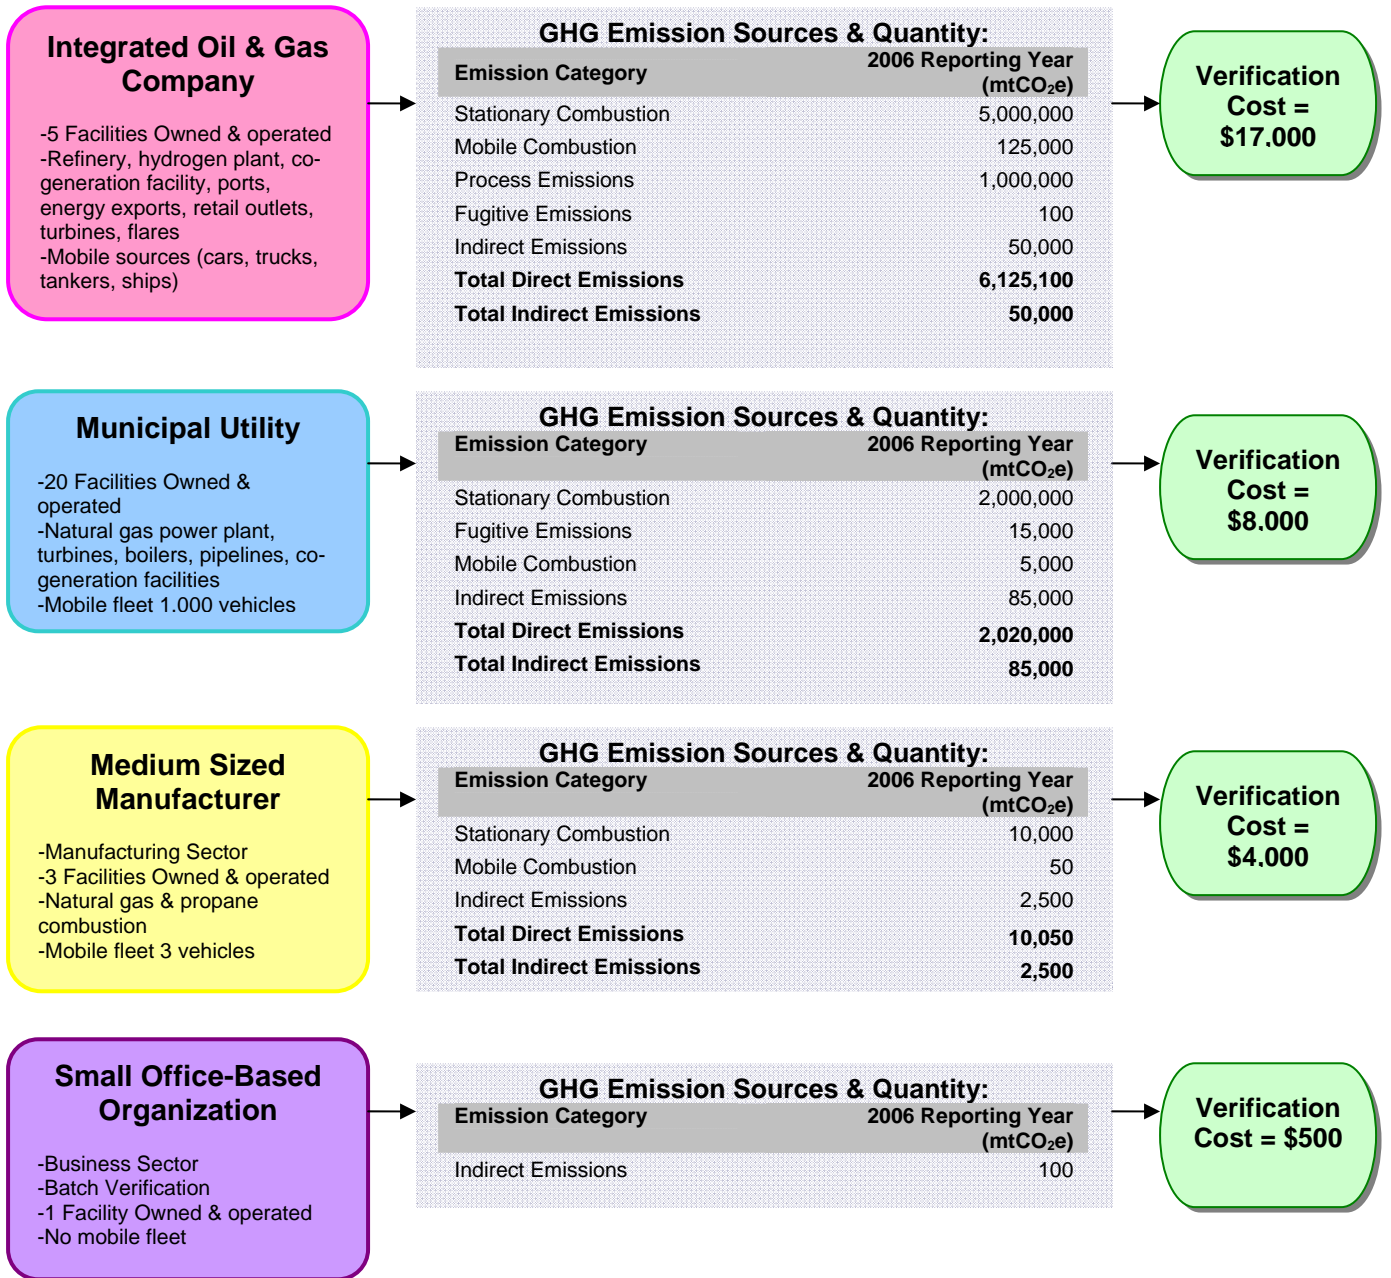 Integrated Oil & Gas
Company
-5 Facilities Owned & operated
-Refinery, hydrogen plant, co-
generation facility, ports,
energy exports, retail outlets,
turbines, flares
-Mobile sources (cars, trucks,
tankers, ships)
GHG Emission Sources & Quantity:
Emission Category 2006 Reporting Year
(mtCO₂e)
Stationary Combustion 5,000,000
Mobile Combustion 125,000
Process Emissions 1,000,000
Fugitive Emissions 100
Indirect Emissions 50,000
Total Direct Emissions 6,125,100
Total Indirect Emissions 50,000
Verification
Cost =
$17,000
Municipal Utility
-20 Facilities Owned &
operated
-Natural gas power plant,
turbines, boilers, pipelines, co-
generation facilities
-Mobile fleet 1,000 vehicles
GHG Emission Sources & Quantity:
Emission Category 2006 Reporting Year
(mtCO₂e)
Stationary Combustion 2,000,000
Fugitive Emissions 15,000
Mobile Combustion 5,000
Indirect Emissions 85,000
Total Direct Emissions 2,020,000
Total Indirect Emissions 85,000
Verification
Cost =
$8,000
Medium Sized
Manufacturer
-Manufacturing Sector
-3 Facilities Owned & operated
-Natural gas & propane
combustion
-Mobile fleet 3 vehicles
GHG Emission Sources & Quantity:
Emission Category 2006 Reporting Year
(mtCO₂e)
Stationary Combustion 10,000
Mobile Combustion 50
Indirect Emissions 2,500
Total Direct Emissions 10,050
Total Indirect Emissions 2,500
Verification
Cost =
$4,000
Small Office-Based
Organization
-Business Sector
-Batch Verification
-1 Facility Owned & operated
-No mobile fleet
GHG Emission Sources & Quantity:
Emission Category 2006 Reporting Year
(mtCO₂e)
Indirect Emissions 100
Verification
Cost = $500